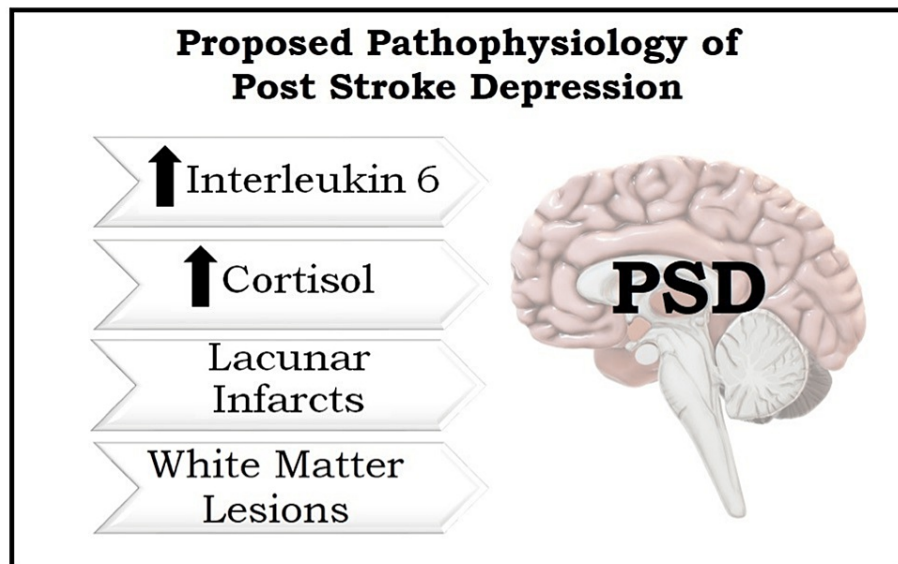 Proposed Pathophysiology of
Post Stroke Depression
Interleukin 6
Cortisol
Lacunar
Infarcts
White Matter
Lesions
PSD